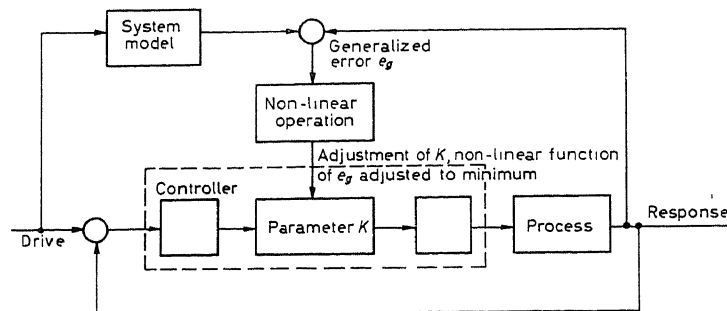 System
model
Generalized
error eg
Non-linear
operation
Adjustment of K, non-linear function
of eg adjusted to minimum
Controller
Parameter K
Process
Response
Drive